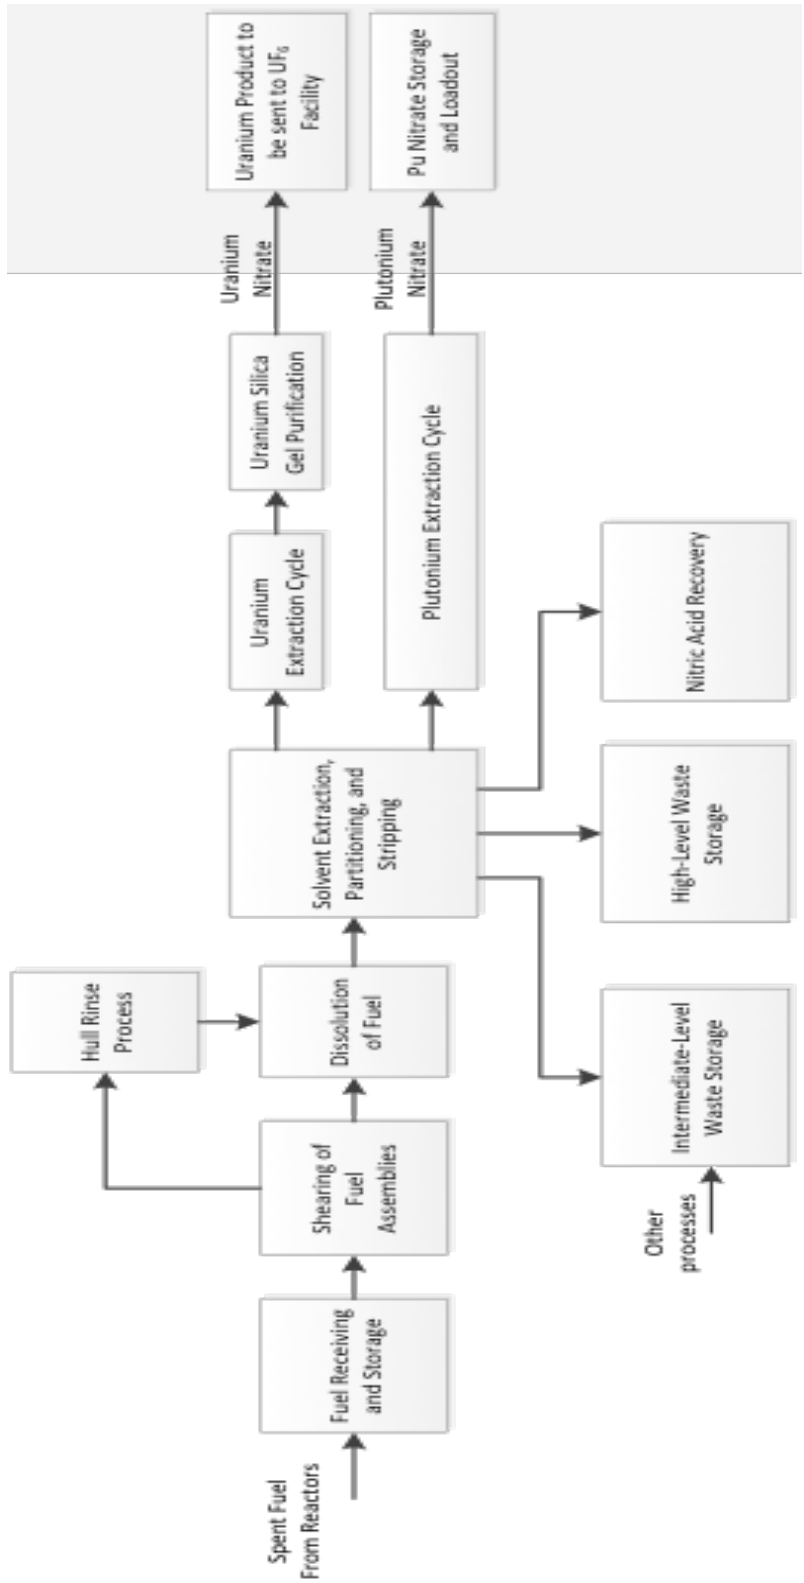 Spent Fuel
From Reactors
Fuel Receiving
and Storage
Shearing of
Fuel
Assemblies
Hull Rinse
Process
Dissolution
of Fuel
Solvent Extraction,
Partitioning, and
Stripping
Uranium
Extraction Cycle
Uranium Silica
Gel Purification
Uranium
Nitrate
Uranium Product to
be sent to UF₆
Facility
Plutonium Extraction Cycle
Plutonium
Nitrate
Pu Nitrate Storage
and Loadout
Other
processes
Intermediate-Level
Waste Storage
High-Level Waste
Storage
Nitric Acid Recovery